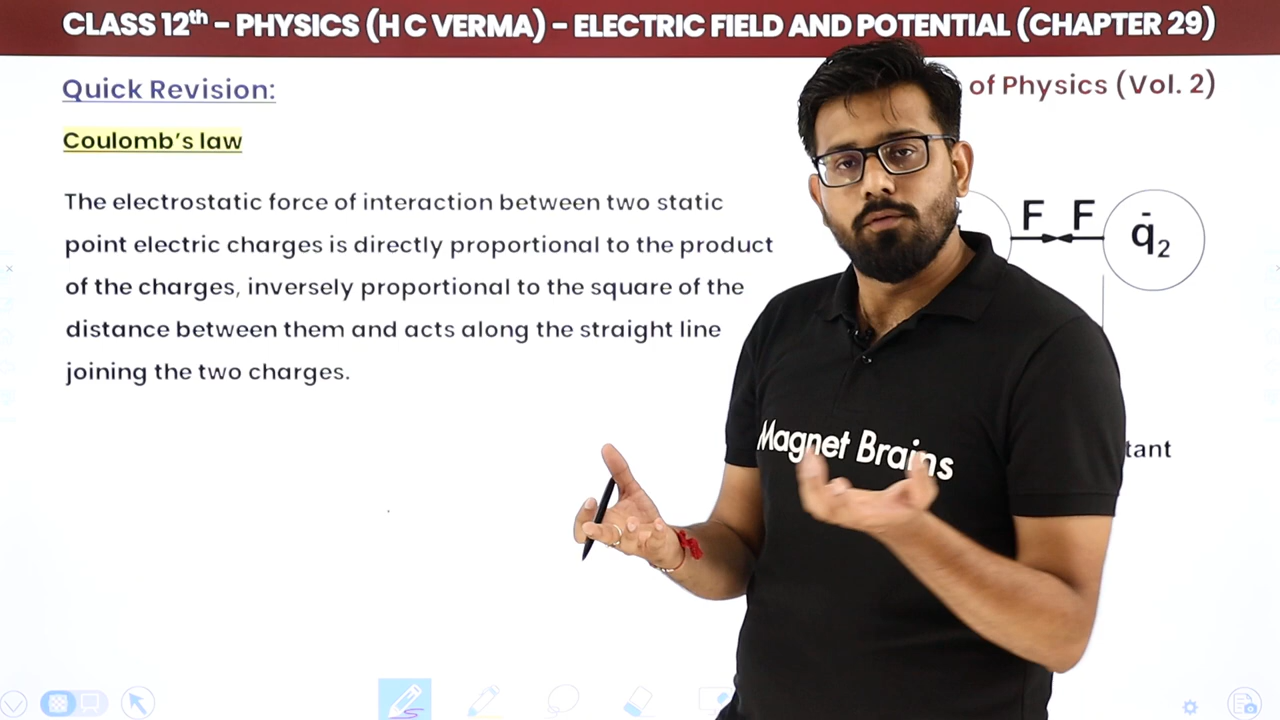 CLASS 12th – PHYSICS (H C VERMA) – ELECTRIC FIELD AND POTENTIAL (CHAPTER 29)
Quick Revision:
of Physics (Vol. 2)
Coulomb's law
The electrostatic force of interaction between two static
point electric charges is directly proportional to the product
of the charges, inversely proportional to the square of the
distance between them and acts along the straight line
joining the two charges.
F F q̄₂
tant
Magnet Brains